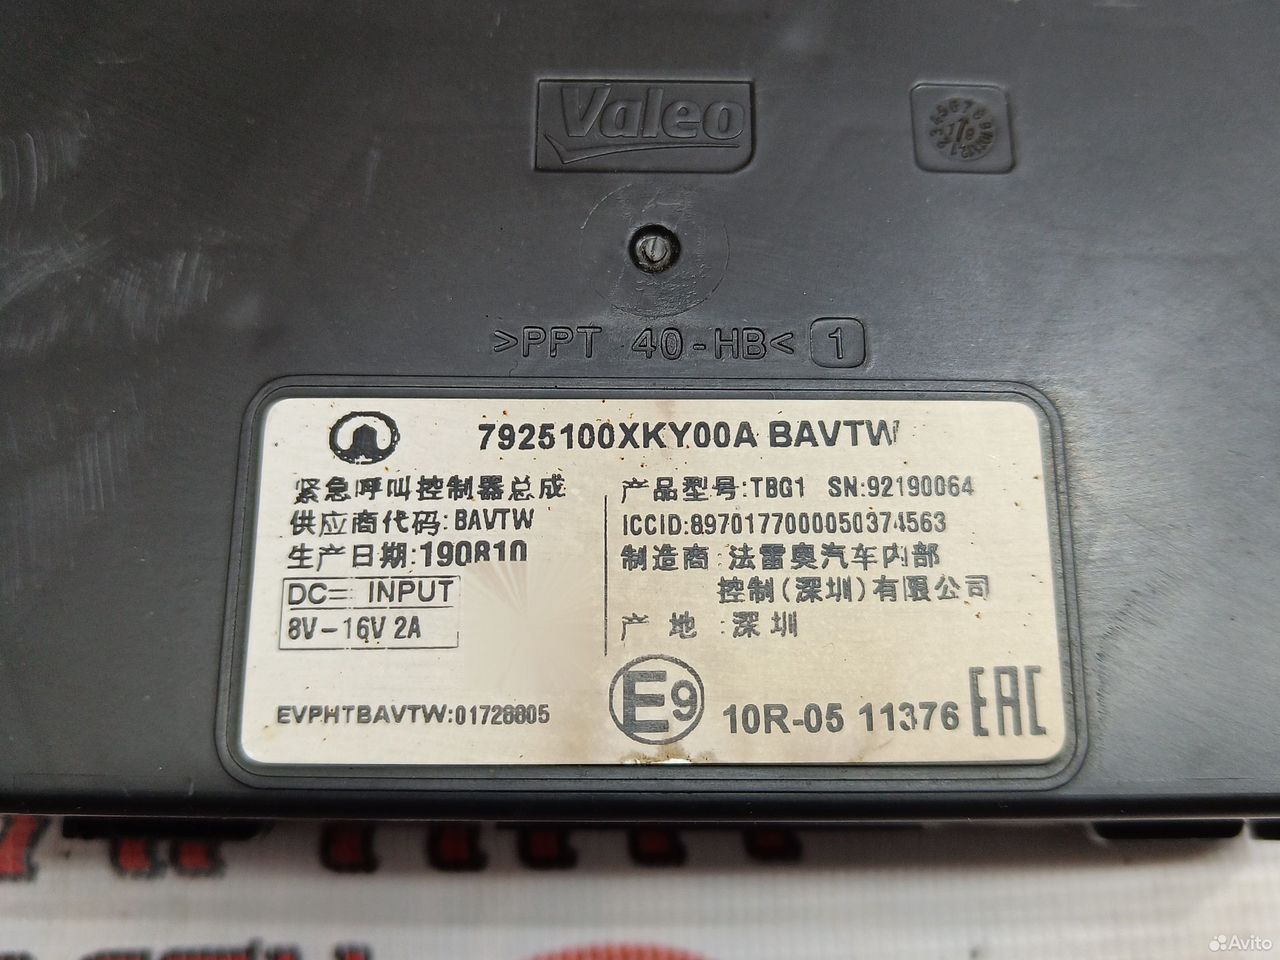 Valeo
>PPT 40-HB< 1
7925100XKY00A BAVTW
紧急呼叫控制器总成
供应商代码:BAVTW
生产日期:190810
DC INPUT
8V-16V 2A
EVPHTBAVTW:01728805
产品型号:TBG1 SN:92190064
ICCID:8970177000050374563
制造商:法雷奥汽车内部
控制(深圳)有限公司
产地:深圳
E9
10R-05 11376
EAC
Avito